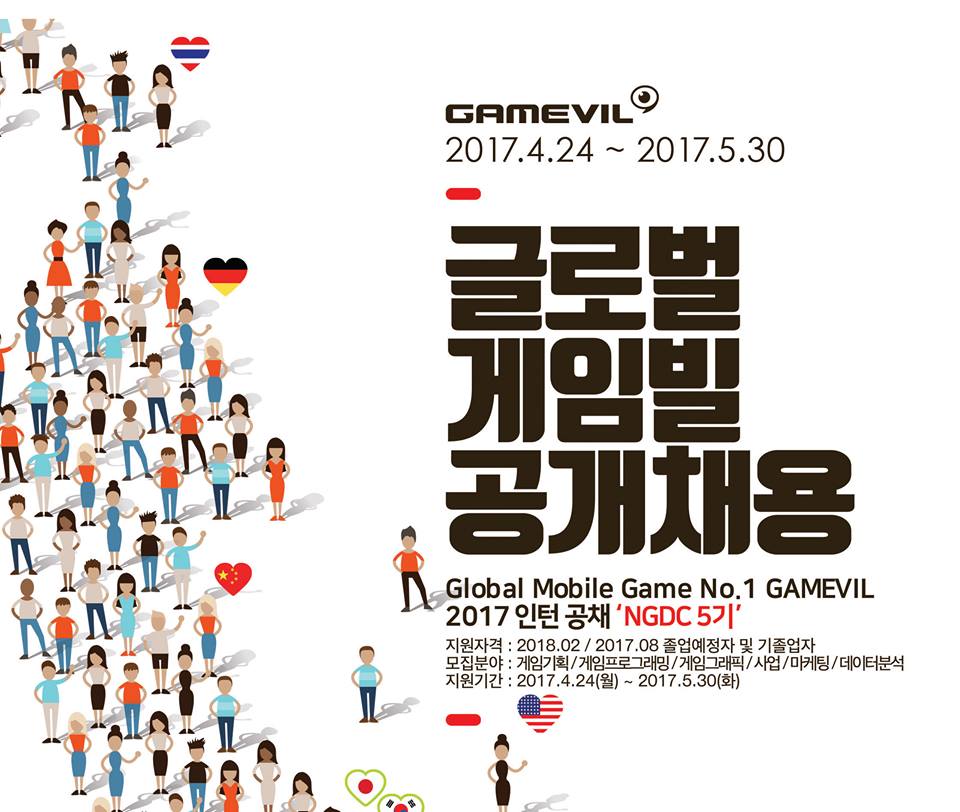 GAMEVIL
2017.4.24 ~ 2017.5.30
글로벌
게임빌
공개채용
Global Mobile Game No.1 GAMEVIL
2017 인턴 공채 ‘NGDC 5기’
지원자격 : 2018.02 / 2017.08 졸업예정자 및 기졸업자
모집분야 : 게임기획 / 게임프로그래밍 / 게임그래픽 / 사업 / 마케팅 / 데이터분석
지원기간 : 2017.4.24(월) ~ 2017.5.30(화)